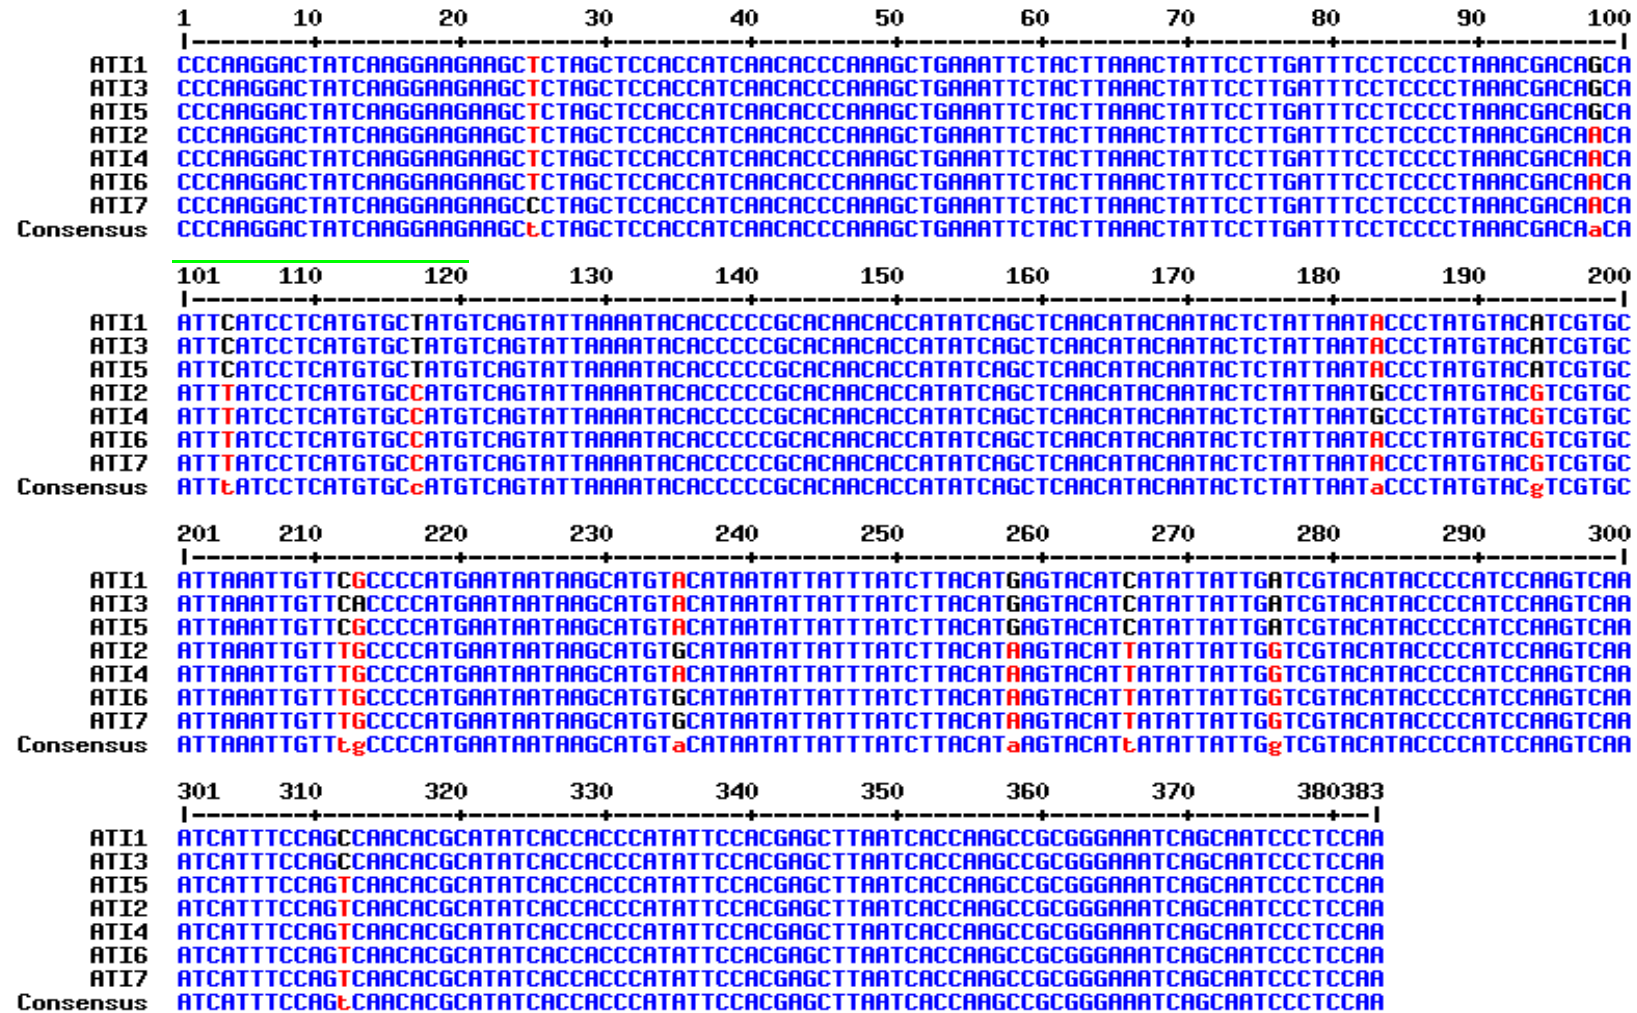 1 10 20 30 40 50 60 70 80 90 100
|--------+---------+---------+---------+---------+---------+---------+---------+---------+---------|
ATI1 CCCAAGGACTATCAAGGAAGAAGCTCTAGCTCCACCATCAACACCCAAAGCTGAAATTCTACTTAAACTATTCCTTGATTTCCTCCCCTAAACGACAGCA
ATI3 CCCAAGGACTATCAAGGAAGAAGCTCTAGCTCCACCATCAACACCCAAAGCTGAAATTCTACTTAAACTATTCCTTGATTTCCTCCCCTAAACGACAGCA
ATI5 CCCAAGGACTATCAAGGAAGAAGCTCTAGCTCCACCATCAACACCCAAAGCTGAAATTCTACTTAAACTATTCCTTGATTTCCTCCCCTAAACGACAGCA
ATI2 CCCAAGGACTATCAAGGAAGAAGCTCTAGCTCCACCATCAACACCCAAAGCTGAAATTCTACTTAAACTATTCCTTGATTTCCTCCCCTAAACGACAACA
ATI4 CCCAAGGACTATCAAGGAAGAAGCTCTAGCTCCACCATCAACACCCAAAGCTGAAATTCTACTTAAACTATTCCTTGATTTCCTCCCCTAAACGACAACA
ATI6 CCCAAGGACTATCAAGGAAGAAGCTCTAGCTCCACCATCAACACCCAAAGCTGAAATTCTACTTAAACTATTCCTTGATTTCCTCCCCTAAACGACAACA
ATI7 CCCAAGGACTATCAAGGAAGAAGCCCTAGCTCCACCATCAACACCCAAAGCTGAAATTCTACTTAAACTATTCCTTGATTTCCTCCCCTAAACGACAACA
Consensus CCCAAGGACTATCAAGGAAGAAGCtCTAGCTCCACCATCAACACCCAAAGCTGAAATTCTACTTAAACTATTCCTTGATTTCCTCCCCTAAACGACAaCA
101 110 120 130 140 150 160 170 180 190 200
|--------+---------+---------+---------+---------+---------+---------+---------+---------+---------|
ATI1 ATTCATCCTCATGTGCTATGTCAGTATTAAAATACACCCCCGCACAACACCATATCAGCTCAACATACAATACTCTATTAATACCCTATGTACATCGTGC
ATI3 ATTCATCCTCATGTGCTATGTCAGTATTAAAATACACCCCCGCACAACACCATATCAGCTCAACATACAATACTCTATTAATACCCTATGTACATCGTGC
ATI5 ATTCATCCTCATGTGCTATGTCAGTATTAAAATACACCCCCGCACAACACCATATCAGCTCAACATACAATACTCTATTAATACCCTATGTACATCGTGC
ATI2 ATTTATCCTCATGTGCCATGTCAGTATTAAAATACACCCCCGCACAACACCATATCAGCTCAACATACAATACTCTATTAATGCCCTATGTACGTCGTGC
ATI4 ATTTATCCTCATGTGCCATGTCAGTATTAAAATACACCCCCGCACAACACCATATCAGCTCAACATACAATACTCTATTAATGCCCTATGTACGTCGTGC
ATI6 ATTTATCCTCATGTGCCATGTCAGTATTAAAATACACCCCCGCACAACACCATATCAGCTCAACATACAATACTCTATTAATACCCTATGTACGTCGTGC
ATI7 ATTTATCCTCATGTGCCATGTCAGTATTAAAATACACCCCCGCACAACACCATATCAGCTCAACATACAATACTCTATTAATACCCTATGTACGTCGTGC
Consensus ATTtATCCTCATGTGCcATGTCAGTATTAAAATACACCCCCGCACAACACCATATCAGCTCAACATACAATACTCTATTAATaCCCTATGTACgTCGTGC
201 210 220 230 240 250 260 270 280 290 300
|--------+---------+---------+---------+---------+---------+---------+---------+---------+---------|
ATI1 ATTAAATTGTTCGCCCCATGAATAATAAGCATGTACATAATATTATTTATCTTACATGAGTACATCATATTATTGATCGTACATACCCCATCCAAGTCAA
ATI3 ATTAAATTGTTCACCCCATGAATAATAAGCATGTACATAATATTATTTATCTTACATGAGTACATCATATTATTGATCGTACATACCCCATCCAAGTCAA
ATI5 ATTAAATTGTTCGCCCCATGAATAATAAGCATGTACATAATATTATTTATCTTACATGAGTACATCATATTATTGATCGTACATACCCCATCCAAGTCAA
ATI2 ATTAAATTGTTTGCCCCATGAATAATAAGCATGTGCATAATATTATTTATCTTACATAAGTACATTATATTATTGGTCGTACATACCCCATCCAAGTCAA
ATI4 ATTAAATTGTTTGCCCCATGAATAATAAGCATGTACATAATATTATTTATCTTACATAAGTACATTATATTATTGGTCGTACATACCCCATCCAAGTCAA
ATI6 ATTAAATTGTTTGCCCCATGAATAATAAGCATGTGCATAATATTATTTATCTTACATAAGTACATTATATTATTGGTCGTACATACCCCATCCAAGTCAA
ATI7 ATTAAATTGTTTGCCCCATGAATAATAAGCATGTGCATAATATTATTTATCTTACATAAGTACATTATATTATTGGTCGTACATACCCCATCCAAGTCAA
Consensus ATTAAATTGTTtgCCCCATGAATAATAAGCATGTaCATAATATTATTTATCTTACATaAGTACATtATATTATTGgTCGTACATACCCCATCCAAGTCAA
301 310 320 330 340 350 360 370 380383
|--------+---------+---------+---------+---------+---------+---------+---------+--|
ATI1 ATCATTTCCAGCCAACACGCATATCACCACCCATATTCCACGAGCTTAATCACCAAGCCGCGGGAAATCAGCAATCCCTCCAA
ATI3 ATCATTTCCAGCCAACACGCATATCACCACCCATATTCCACGAGCTTAATCACCAAGCCGCGGGAAATCAGCAATCCCTCCAA
ATI5 ATCATTTCCAGTCAACACGCATATCACCACCCATATTCCACGAGCTTAATCACCAAGCCGCGGGAAATCAGCAATCCCTCCAA
ATI2 ATCATTTCCAGTCAACACGCATATCACCACCCATATTCCACGAGCTTAATCACCAAGCCGCGGGAAATCAGCAATCCCTCCAA
ATI4 ATCATTTCCAGTCAACACGCATATCACCACCCATATTCCACGAGCTTAATCACCAAGCCGCGGGAAATCAGCAATCCCTCCAA
ATI6 ATCATTTCCAGTCAACACGCATATCACCACCCATATTCCACGAGCTTAATCACCAAGCCGCGGGAAATCAGCAATCCCTCCAA
ATI7 ATCATTTCCAGTCAACACGCATATCACCACCCATATTCCACGAGCTTAATCACCAAGCCGCGGGAAATCAGCAATCCCTCCAA
Consensus ATCATTTCCAGtCAACACGCATATCACCACCCATATTCCACGAGCTTAATCACCAAGCCGCGGGAAATCAGCAATCCCTCCAA